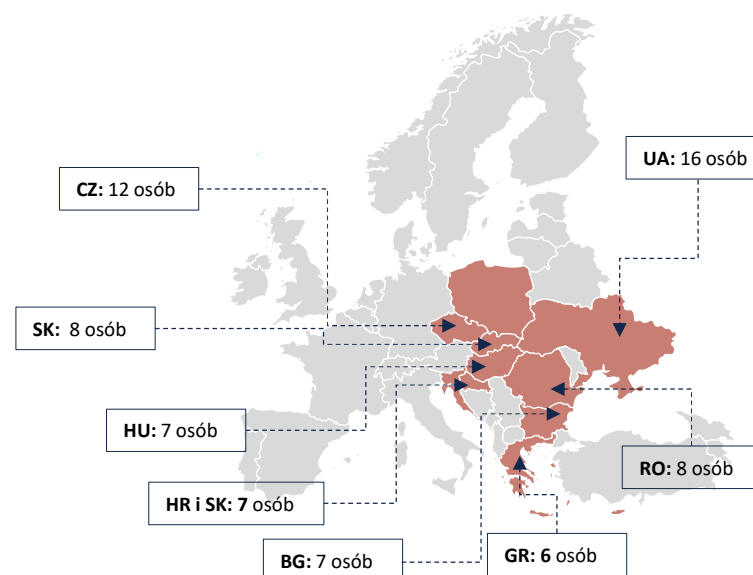 UA: 16 osób
CZ: 12 osób
SK: 8 osób
HU: 7 osób
RO: 8 osób
HR i SK: 7 osób
BG: 7 osób
GR: 6 osób